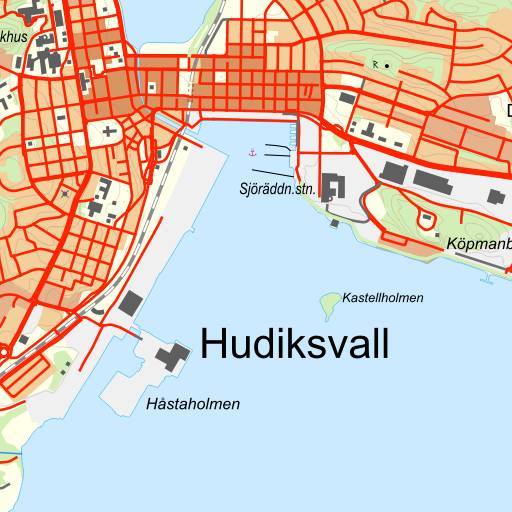 khus
R
D
Sjöräddn.stn.
Köpmanb
Kastellholmen
Hudiksvall
Håstaholmen